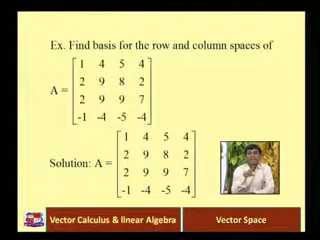 Ex. Find basis for the row and column spaces of
1 4 5 4
2 9 8 2
A =
2 9 9 7
-1 -4 -5 -4
1 4 5 4
2 9 8 2
Solution: A =
2 9 9 7
-1 -4 -5 -4
Vector Calculus & linear Algebra
Vector Space